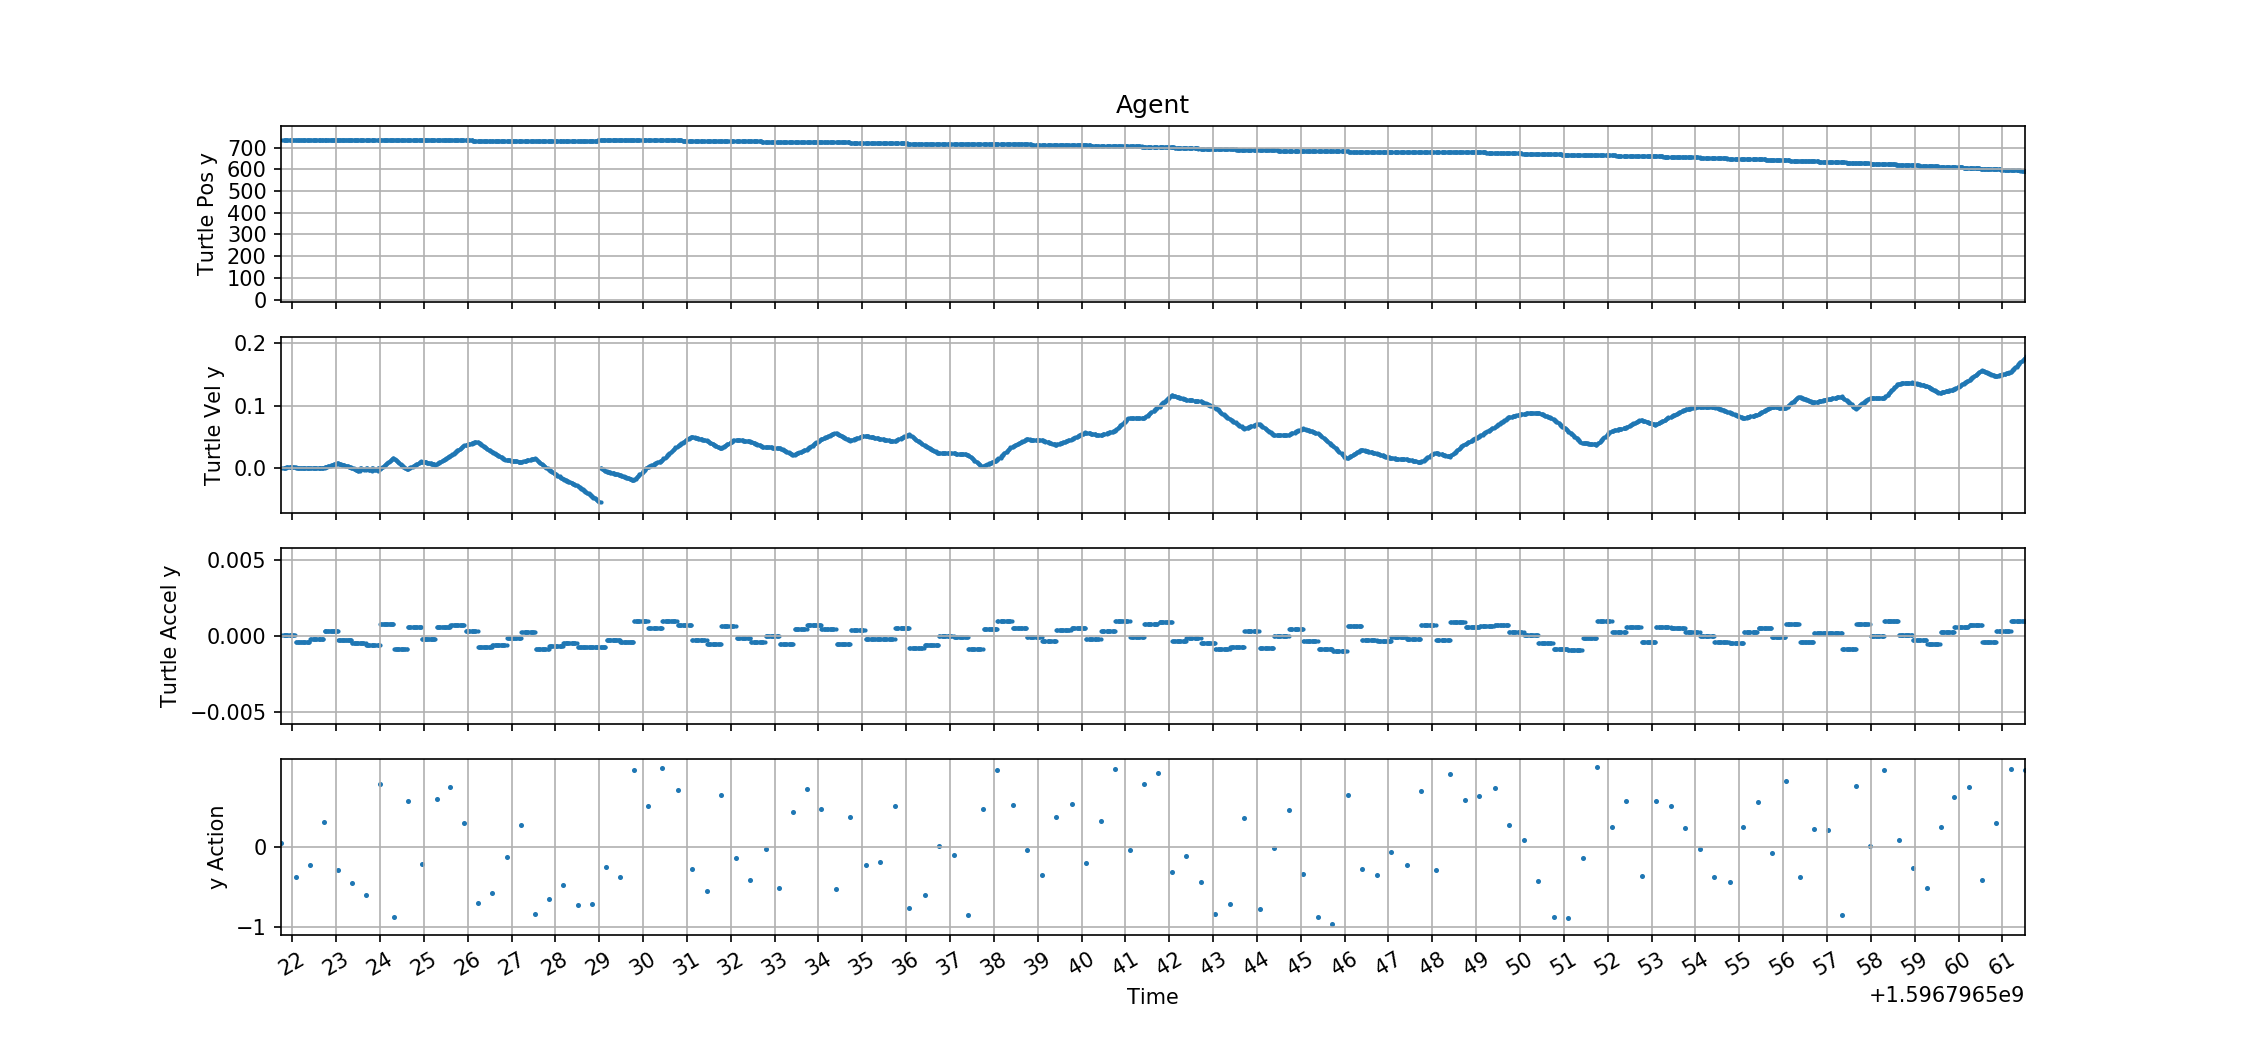 Agent
Turtle Pos y
700
600
500
400
300
200
100
0
Turtle Vel y
0.2
0.1
0.0
Turtle Accel y
0.005
0.000
−0.005
y Action
0
−1
22 23 24 25 26 27 28 29 30 31 32 33 34 35 36 37 38 39 40 41 42 43 44 45 46 47 48 49 50 51 52 53 54 55 56 57 58 59 60 61
Time
+1.5967965e9